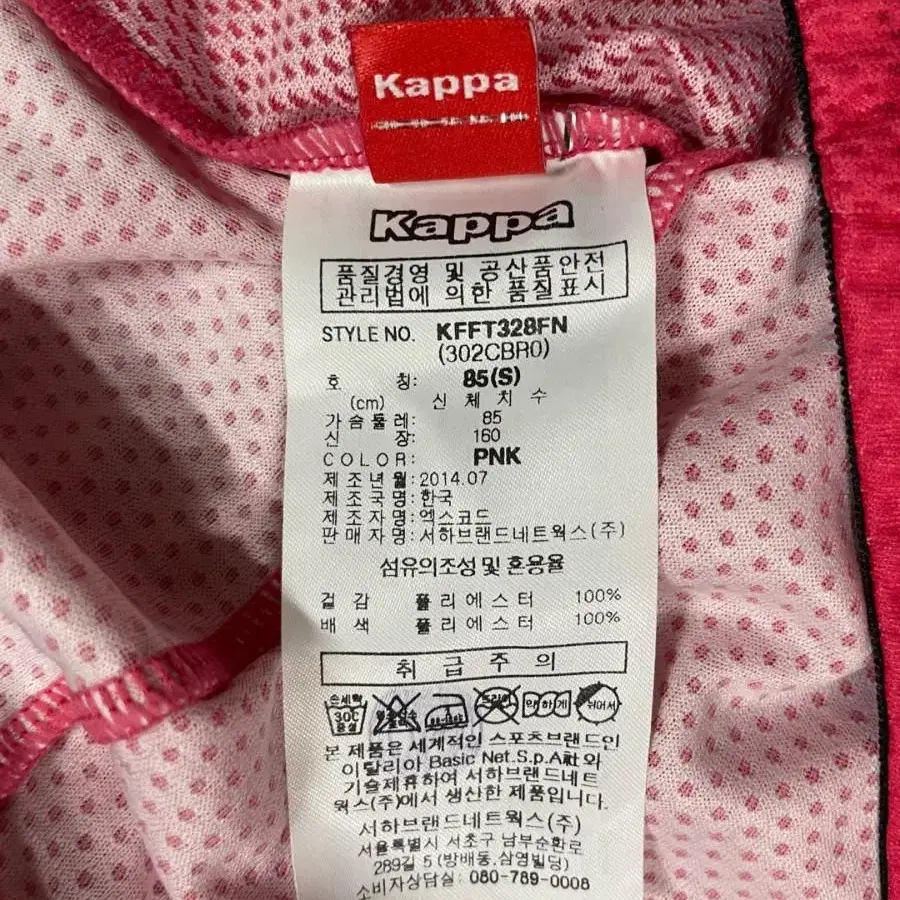 Kappa
Kappa
품질경영 및 공산품안전
관리법에 의한 품질표시
STYLE NO. KFFT328FN
(302CBR0)
호 칭: 85(S)
(cm) 신 체 치 수
가슴둘레: 85
신 장: 160
COLOR: PNK
제조년월:2014.07
제조국명:한국
제조자명:엑스코드
판매자명:서하브랜드네트웍스(주)
섬유의조성및혼용율
겉 감 폴리에스터 100%
배 색 폴리에스터 100%
취 급 주 의
손세탁
30C 약하게 뉘어서
중성
본 제품은 세계적인 스포츠브랜드인
이탈리아 Basic Net.S.p.A社와
기술제휴하여 서하브랜드네트
웍스(주)에서 생산한 제품입니다.
서하브랜드네트웍스(주)
서울특별시 서초구 남부순환로
289길 5 (방배동,삼영빌딩)
소비자상담실: 080-789-0008